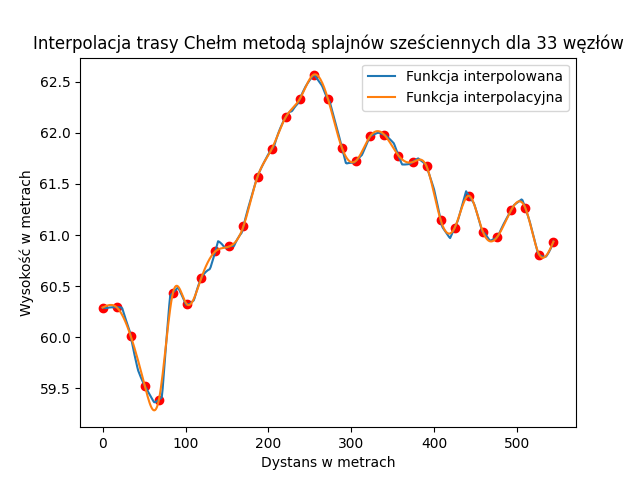 Interpolacja trasy Chełm metodą splajnów sześciennych dla 33 węzłów
Funkcja interpolowana
Funkcja interpolacyjna
Wysokość w metrach
62.5
62.0
61.5
61.0
60.5
60.0
59.5
0 100 200 300 400 500
Dystans w metrach